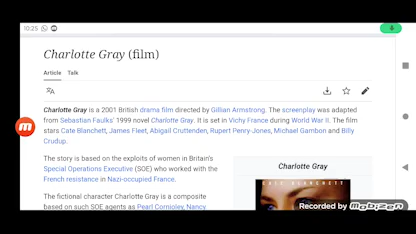 10:25
Charlotte Gray (film)
Article Talk
Charlotte Gray is a 2001 British drama film directed by Gillian Armstrong. The screenplay was adapted
from Sebastian Faulks' 1999 novel Charlotte Gray. It is set in Vichy France during World War II. The film
stars Cate Blanchett, James Fleet, Abigail Cruttenden, Rupert Penry-Jones, Michael Gambon and Billy
Crudup.
The story is based on the exploits of women in Britain's
Special Operations Executive (SOE) who worked with the
French resistance in Nazi-occupied France.
The fictional character Charlotte Gray is a composite
based on such SOE agents as Pearl Cornioley, Nancy
Charlotte Gray
CATE BLANCHETT
Recorded by MOBIZEN